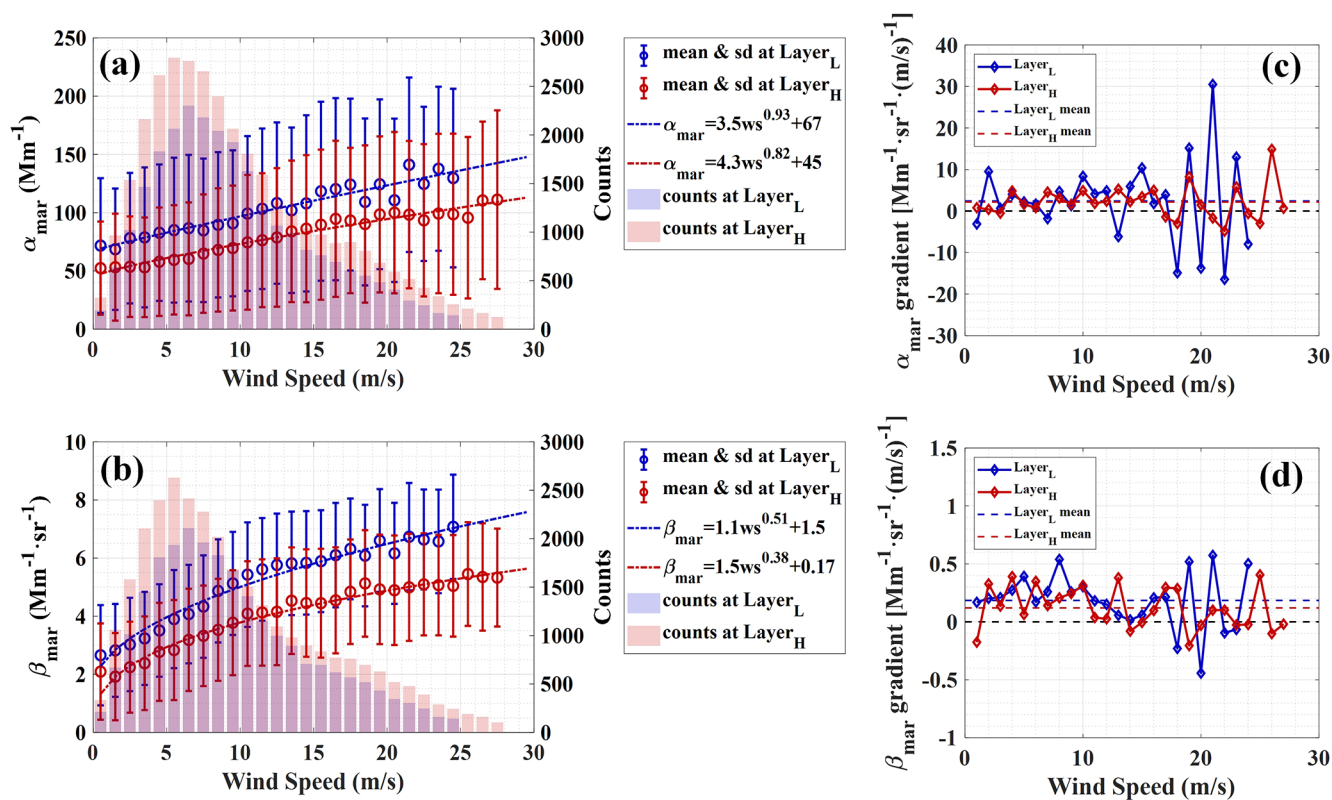 (a)
250
200
150
100
50
0
α_mar (Mm⁻¹)
3000
2500
2000
1500
1000
500
0
Counts
0 5 10 15 20 25 30
Wind Speed (m/s)
mean & sd at Layer_L
mean & sd at Layer_H
α_mar=3.5ws^0.93+67
α_mar=4.3ws^0.82+45
counts at Layer_L
counts at Layer_H
(c)
40
30
20
10
0
-10
-20
-30
α_mar gradient [Mm⁻¹·sr⁻¹·(m/s)⁻¹]
Layer_L
Layer_H
Layer_L mean
Layer_H mean
0 10 20 30
Wind Speed (m/s)
(b)
10
8
6
4
2
0
β_mar (Mm⁻¹·sr⁻¹)
3000
2500
2000
1500
1000
500
0
Counts
0 5 10 15 20 25 30
Wind Speed (m/s)
mean & sd at Layer_L
mean & sd at Layer_H
β_mar=1.1ws^0.51+1.5
β_mar=1.5ws^0.38+0.17
counts at Layer_L
counts at Layer_H
(d)
1.5
1
0.5
0
-0.5
-1
β_mar gradient [Mm⁻¹·sr⁻¹·(m/s)⁻¹]
Layer_L
Layer_H
Layer_L mean
Layer_H mean
0 10 20 30
Wind Speed (m/s)